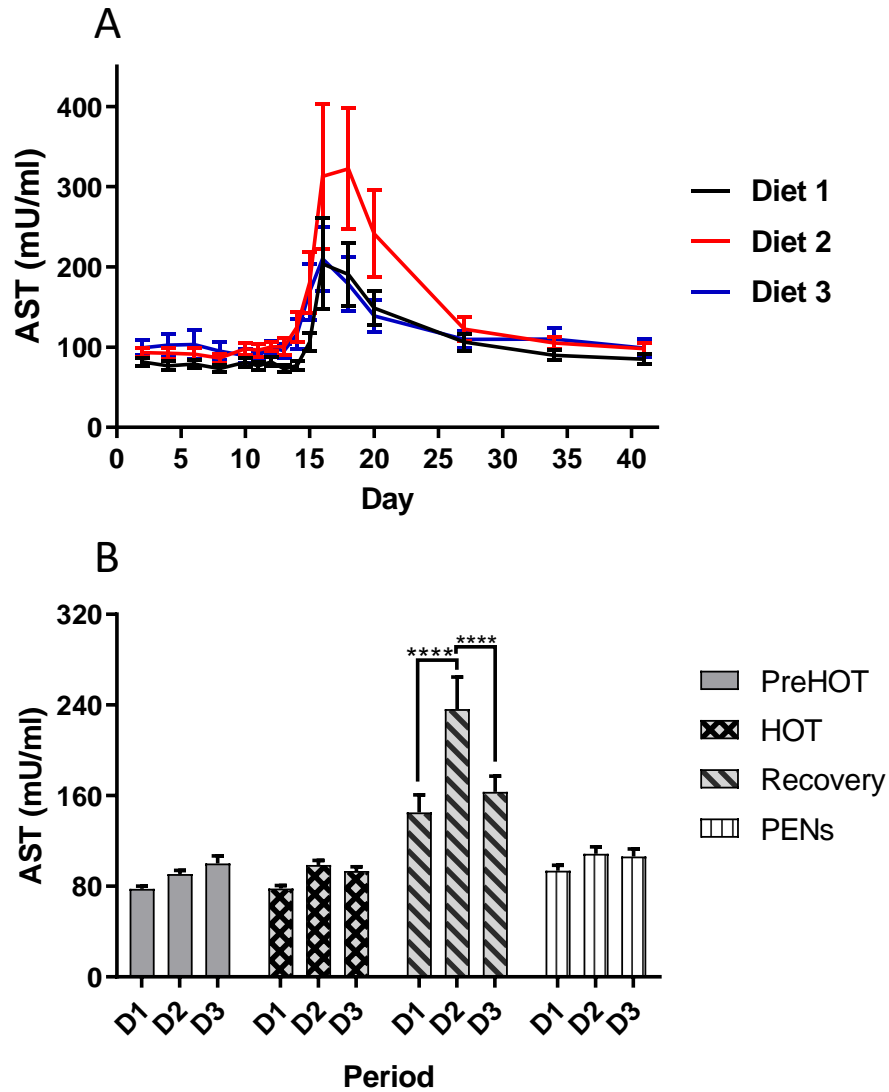 A
AST (mU/ml)
400
300
200
100
0
0 5 10 15 20 25 30 35 40
Day
Diet 1
Diet 2
Diet 3
B
AST (mU/ml)
320
240
160
80
0
**** ****
D1 D2 D3 D1 D2 D3 D1 D2 D3 D1 D2 D3
Period
PreHOT
HOT
Recovery
PENs